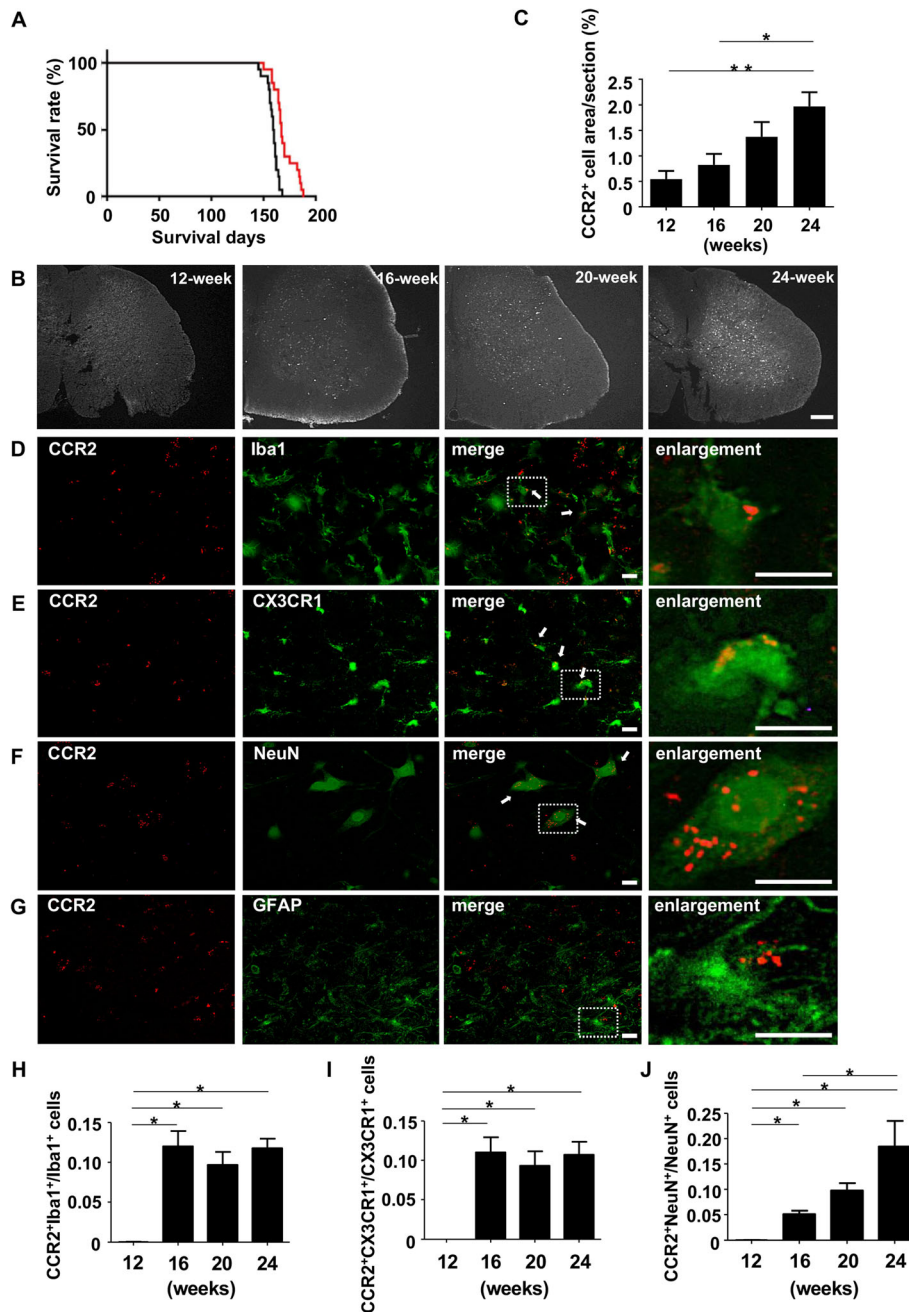 A
Survival rate (%)
100
50
0
0 50 100 150 200
Survival days
C
CCR2+ cell area/section (%)
2.5
2.0
1.5
1.0
0.5
0
* *
*
12 16 20 24
(weeks)
B
12-week
16-week
20-week
24-week
D
CCR2
Iba1
merge
enlargement
E
CCR2
CX3CR1
merge
enlargement
F
CCR2
NeuN
merge
enlargement
G
CCR2
GFAP
merge
enlargement
H
CCR2+Iba1+/Iba1+ cells
0.15
0.10
0.05
0
*
*
*
12 16 20 24
(weeks)
I
CCR2+CX3CR1+/CX3CR1+ cells
0.15
0.10
0.05
0
*
*
*
12 16 20 24
(weeks)
J
CCR2+NeuN+/NeuN+ cells
0.25
0.20
0.15
0.10
0.05
0
*
*
*
*
12 16 20 24
(weeks)